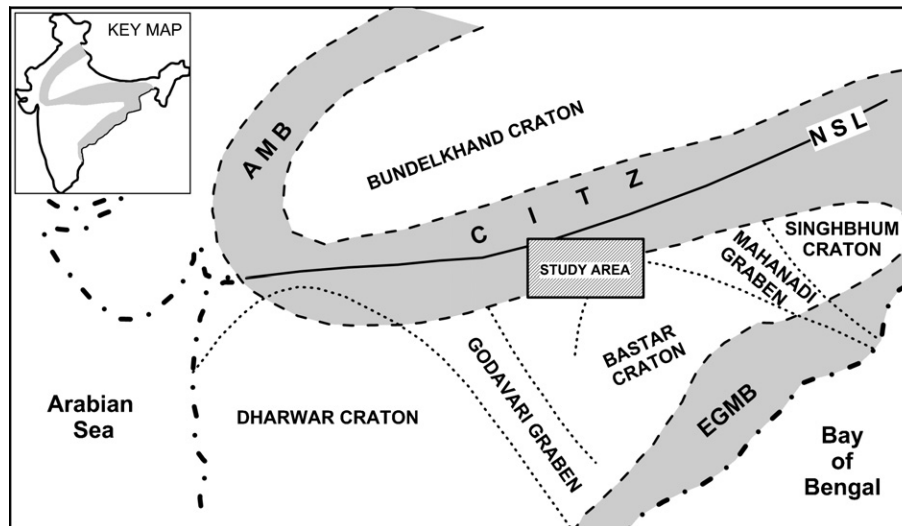 KEY MAP
AMB
BUNDELKHAND CRATON
NSL
CITZ
SINGHBHUM
CRATON
MAHANADI
GRABEN
STUDY AREA
GODAVARI GRABEN
BASTAR
CRATON
Arabian
Sea
DHARWAR CRATON
EGMB
Bay
of
Bengal